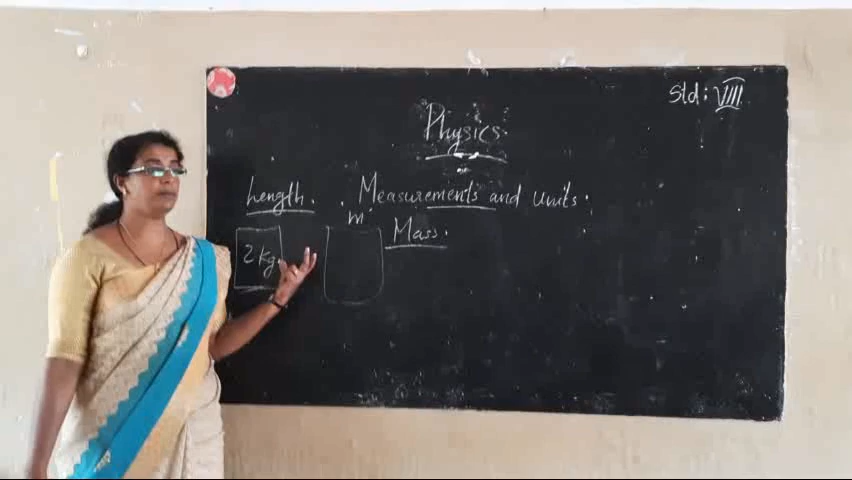 Std: VIII
Physics
Length. Measurements and units.
m
Mass.
2 kg